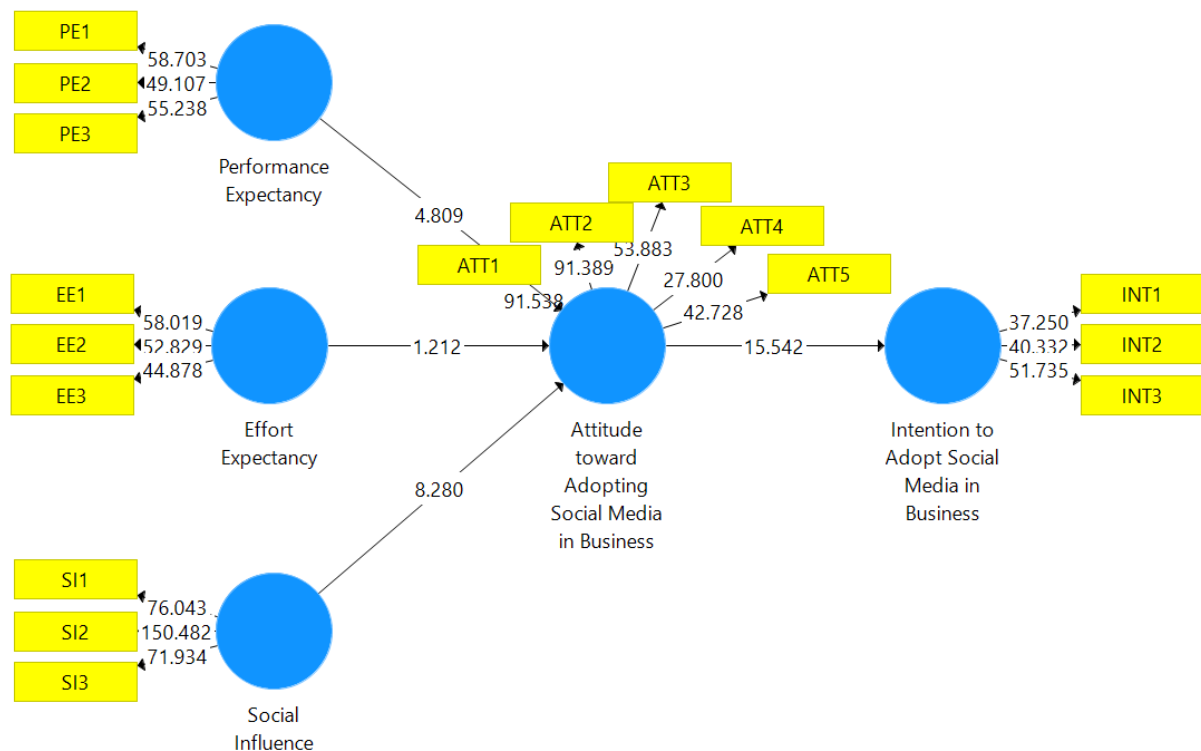 PE1
58.703
PE2
49.107
PE3
55.238
Performance
Expectancy
4.809
ATT1
91.538
ATT2
91.389
ATT3
53.883
ATT4
27.800
ATT5
42.728
EE1
58.019
EE2
52.829
EE3
44.878
Effort
Expectancy
1.212
Attitude
toward
Adopting
Social Media
in Business
15.542
Intention to
Adopt Social
Media in
Business
INT1
37.250
INT2
40.332
INT3
51.735
8.280
SI1
76.043
SI2
150.482
SI3
71.934
Social
Influence